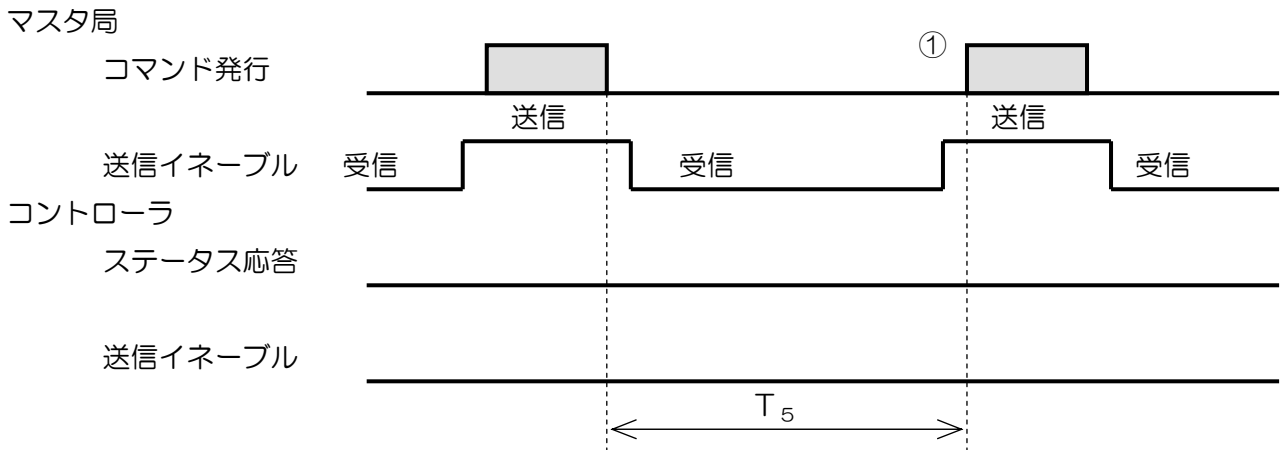 マスタ局
コマンド発行
①
送信 送信
送信イネーブル 受信 受信 受信
コントローラ
ステータス応答
送信イネーブル
T5